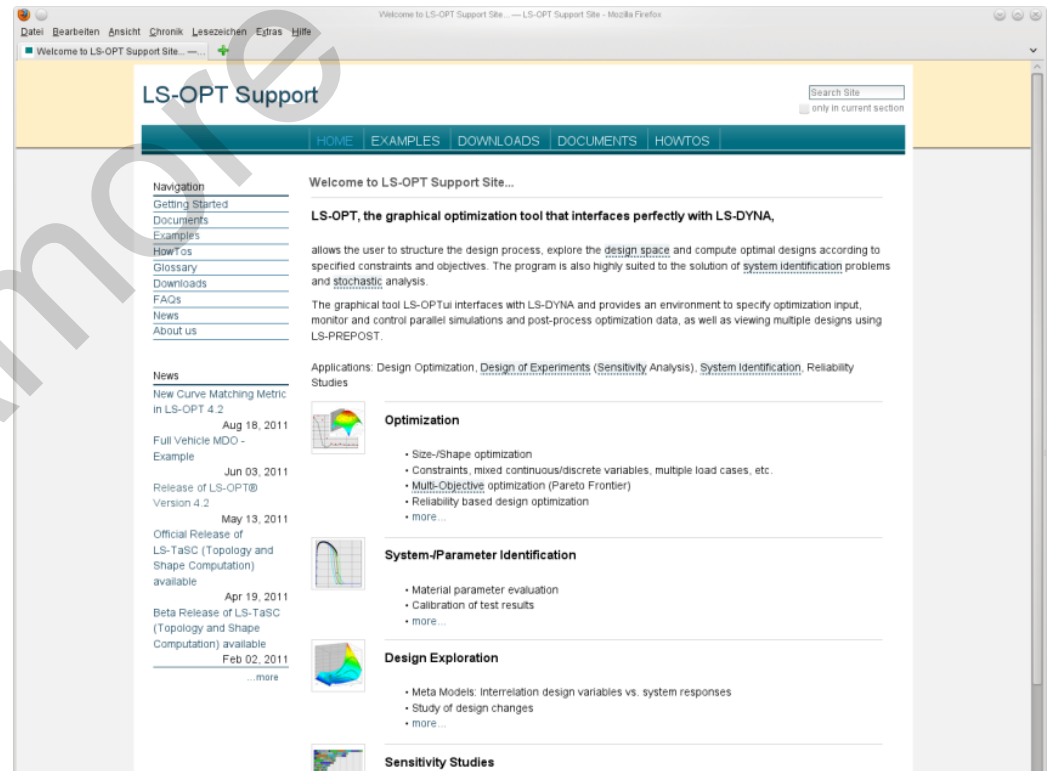 Welcome to LS-OPT Support Site... — LS-OPT Support Site - Mozilla Firefox
Datei Bearbeiten Ansicht Chronik Lesezeichen Extras Hilfe
Welcome to LS-OPT Support Site... —...
LS-OPT Support
Search Site
only in current section
HOME EXAMPLES DOWNLOADS DOCUMENTS HOWTOS
Navigation
Getting Started
Documents
Examples
HowTos
Glossary
Downloads
FAQs
News
About us
News
New Curve Matching Metric
in LS-OPT 4.2
Aug 18, 2011
Full Vehicle MDO -
Example
Jun 03, 2011
Release of LS-OPT®
Version 4.2
May 13, 2011
Official Release of
LS-TaSC (Topology and
Shape Computation)
available
Apr 19, 2011
Beta Release of LS-TaSC
(Topology and Shape
Computation) available
Feb 02, 2011
...more
Welcome to LS-OPT Support Site...
LS-OPT, the graphical optimization tool that interfaces perfectly with LS-DYNA,
allows the user to structure the design process, explore the design space and compute optimal designs according to
specified constraints and objectives. The program is also highly suited to the solution of system identification problems
and stochastic analysis.
The graphical tool LS-OPTui interfaces with LS-DYNA and provides an environment to specify optimization input,
monitor and control parallel simulations and post-process optimization data, as well as viewing multiple designs using
LS-PREPOST.
Applications: Design Optimization, Design of Experiments (Sensitivity Analysis), System Identification, Reliability
Studies
Optimization
• Size-/Shape optimization
• Constraints, mixed continuous/discrete variables, multiple load cases, etc.
• Multi-Objective optimization (Pareto Frontier)
• Reliability based design optimization
• more...
System-/Parameter Identification
• Material parameter evaluation
• Calibration of test results
• more...
Design Exploration
• Meta Models: Interrelation design variables vs. system responses
• Study of design changes
• more...
Sensitivity Studies